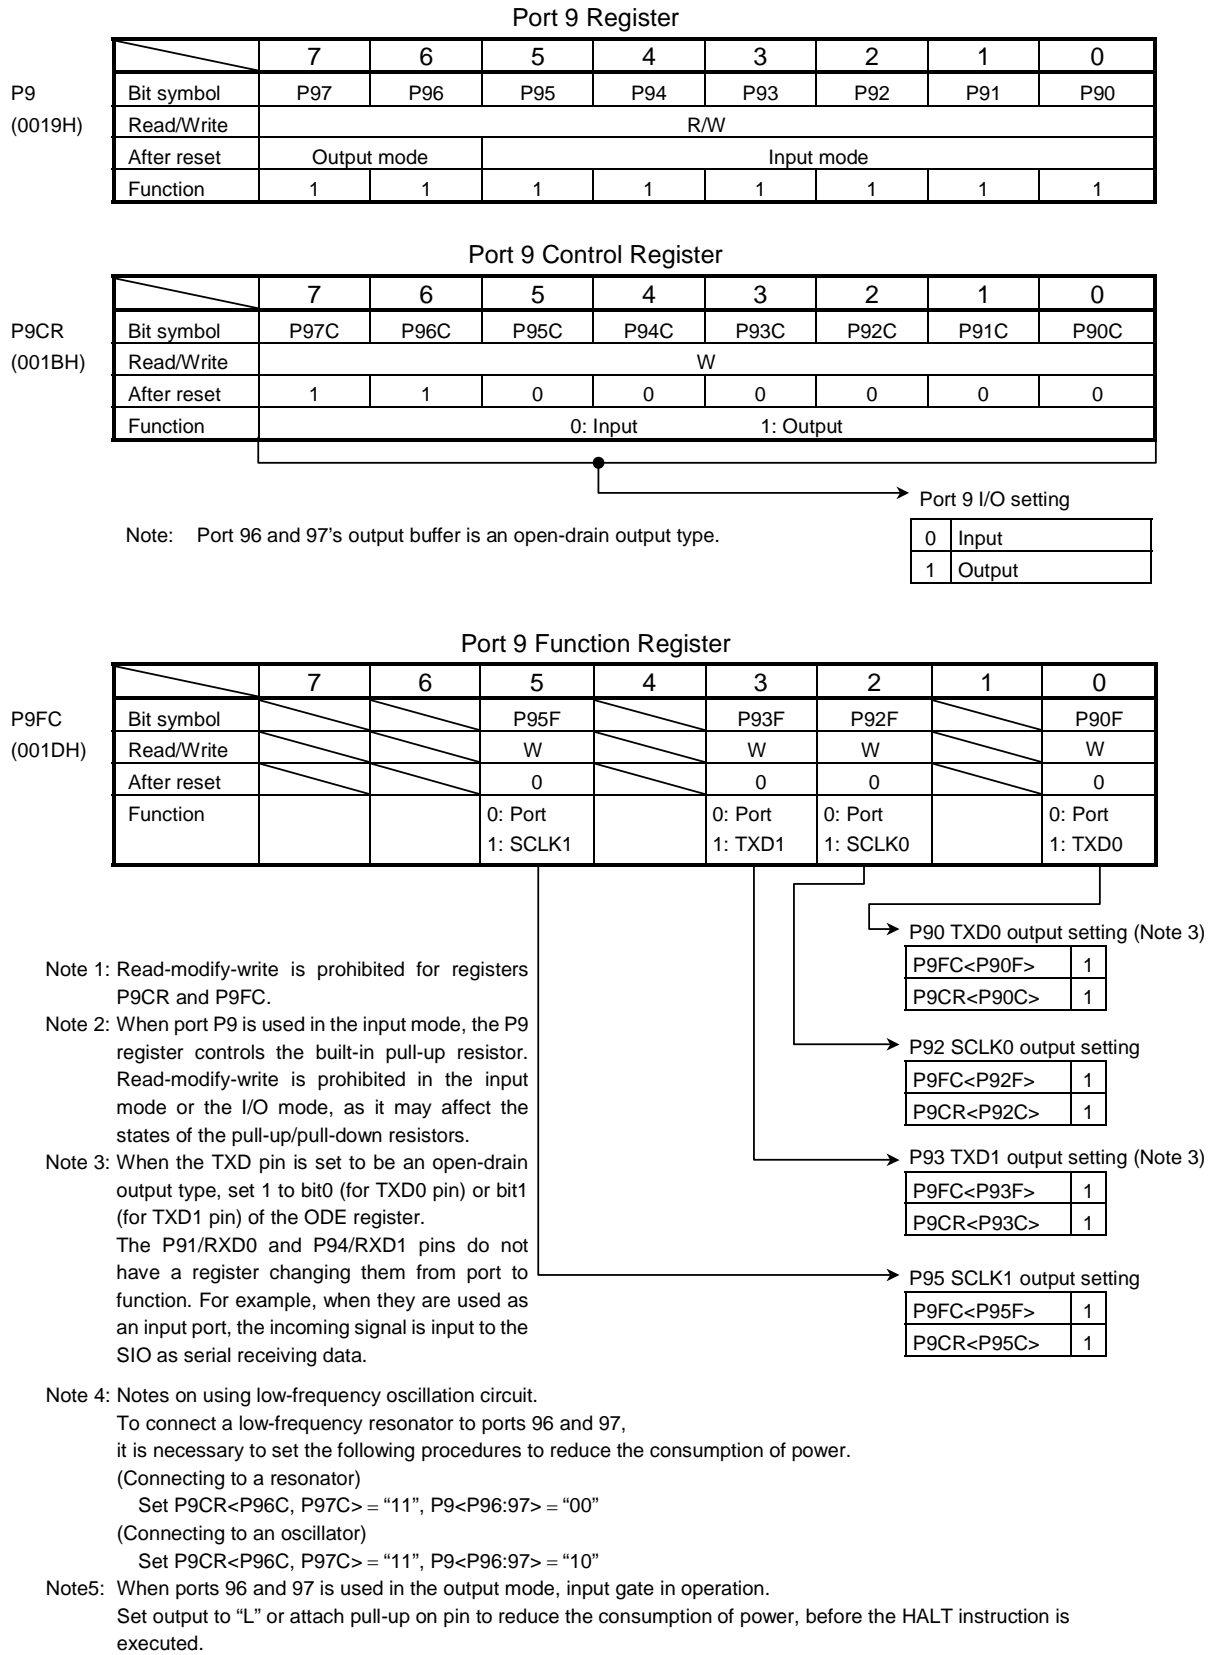 Port 9 Register
7 6 5 4 3 2 1 0
P9 Bit symbol P97 P96 P95 P94 P93 P92 P91 P90
(0019H) Read/Write R/W
After reset Output mode Input mode
Function 1 1 1 1 1 1 1 1
Port 9 Control Register
7 6 5 4 3 2 1 0
P9CR Bit symbol P97C P96C P95C P94C P93C P92C P91C P90C
(001BH) Read/Write W
After reset 1 1 0 0 0 0 0 0
Function 0: Input 1: Output
Port 9 I/O setting
Note: Port 96 and 97’s output buffer is an open-drain output type.
0 Input
1 Output
Port 9 Function Register
7 6 5 4 3 2 1 0
P9FC Bit symbol P95F P93F P92F P90F
(001DH) Read/Write W W W W
After reset 0 0 0 0
Function 0: Port 0: Port 0: Port 0: Port
1: SCLK1 1: TXD1 1: SCLK0 1: TXD0
P90 TXD0 output setting (Note 3)
P9FC<P90F> 1
P9CR<P90C> 1
P92 SCLK0 output setting
P9FC<P92F> 1
P9CR<P92C> 1
P93 TXD1 output setting (Note 3)
P9FC<P93F> 1
P9CR<P93C> 1
P95 SCLK1 output setting
P9FC<P95F> 1
P9CR<P95C> 1
Note 1: Read-modify-write is prohibited for registers
P9CR and P9FC.
Note 2: When port P9 is used in the input mode, the P9
register controls the built-in pull-up resistor.
Read-modify-write is prohibited in the input
mode or the I/O mode, as it may affect the
states of the pull-up/pull-down resistors.
Note 3: When the TXD pin is set to be an open-drain
output type, set 1 to bit0 (for TXD0 pin) or bit1
(for TXD1 pin) of the ODE register.
The P91/RXD0 and P94/RXD1 pins do not
have a register changing them from port to
function. For example, when they are used as
an input port, the incoming signal is input to the
SIO as serial receiving data.
Note 4: Notes on using low-frequency oscillation circuit.
To connect a low-frequency resonator to ports 96 and 97,
it is necessary to set the following procedures to reduce the consumption of power.
(Connecting to a resonator)
Set P9CR<P96C, P97C> = “11”, P9<P96:97> = “00”
(Connecting to an oscillator)
Set P9CR<P96C, P97C> = “11”, P9<P96:97> = “10”
Note5: When ports 96 and 97 is used in the output mode, input gate in operation.
Set output to “L” or attach pull-up on pin to reduce the consumption of power, before the HALT instruction is
executed.